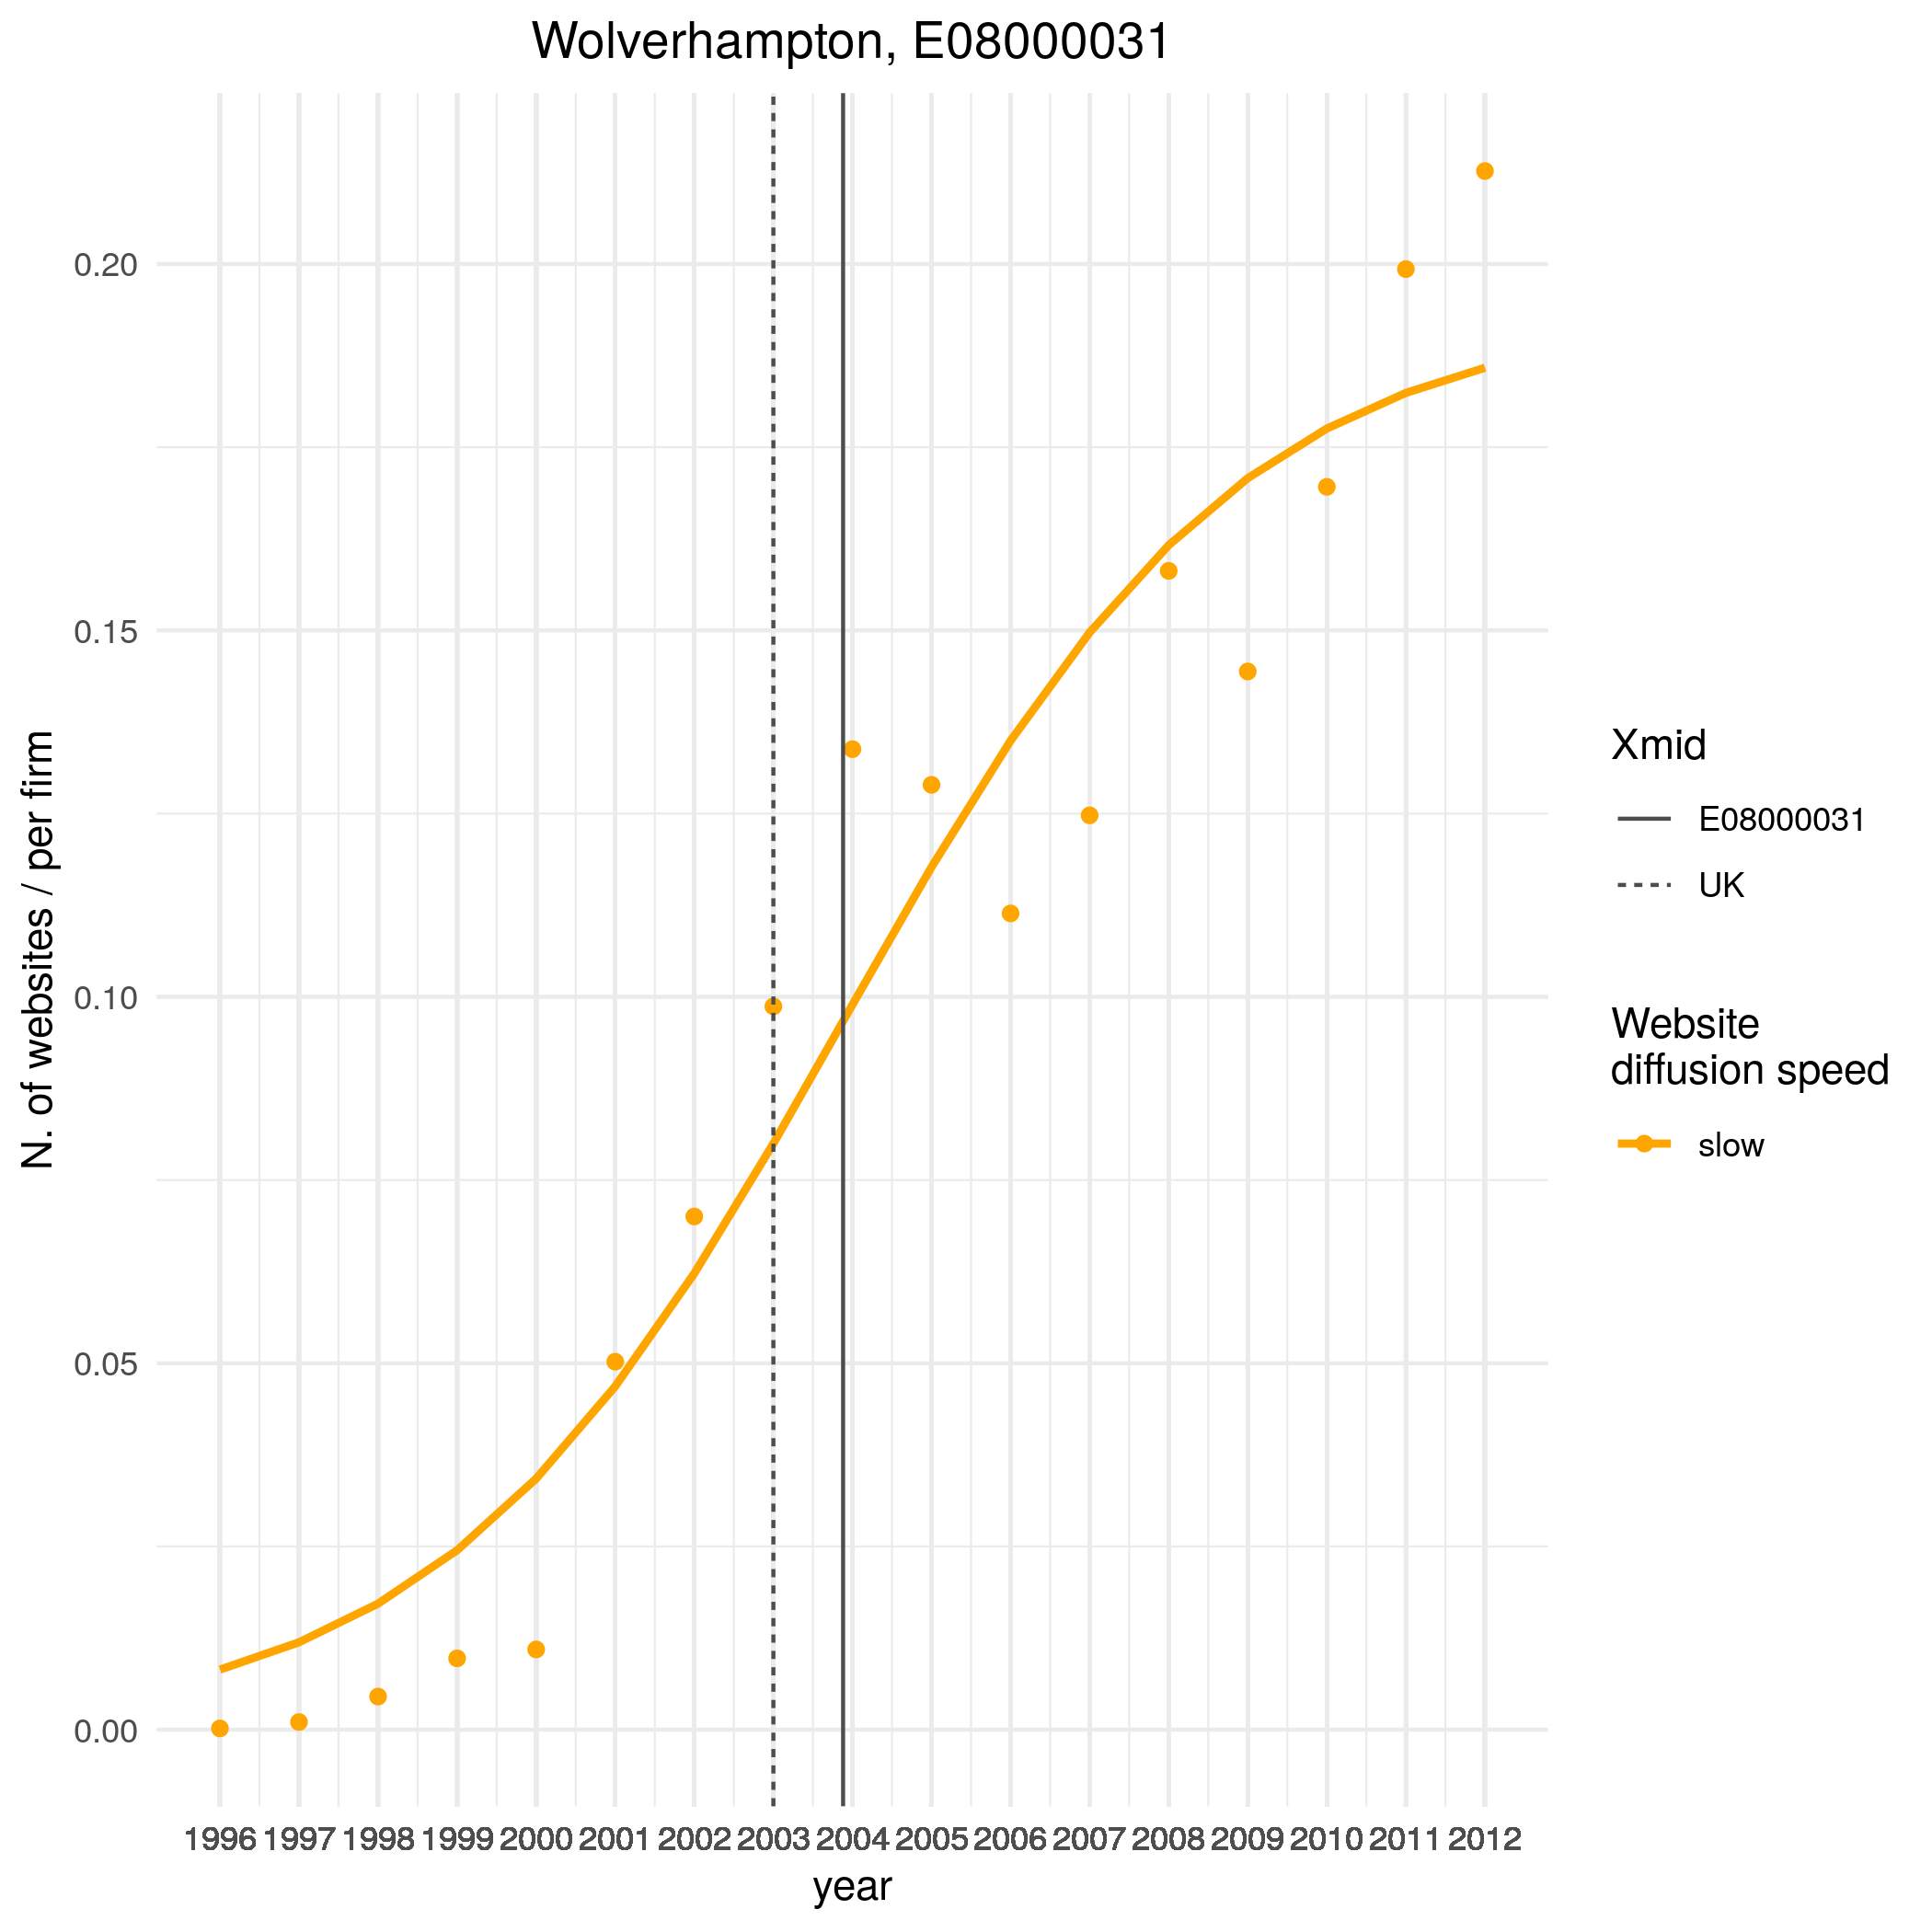 Wolverhampton, E08000031
N. of websites / per firm
0.20
0.15
0.10
0.05
0.00
1996 1997 1998 1999 2000 2001 2002 2003 2004 2005 2006 2007 2008 2009 2010 2011 2012
year
Xmid
E08000031
UK
Website
diffusion speed
slow